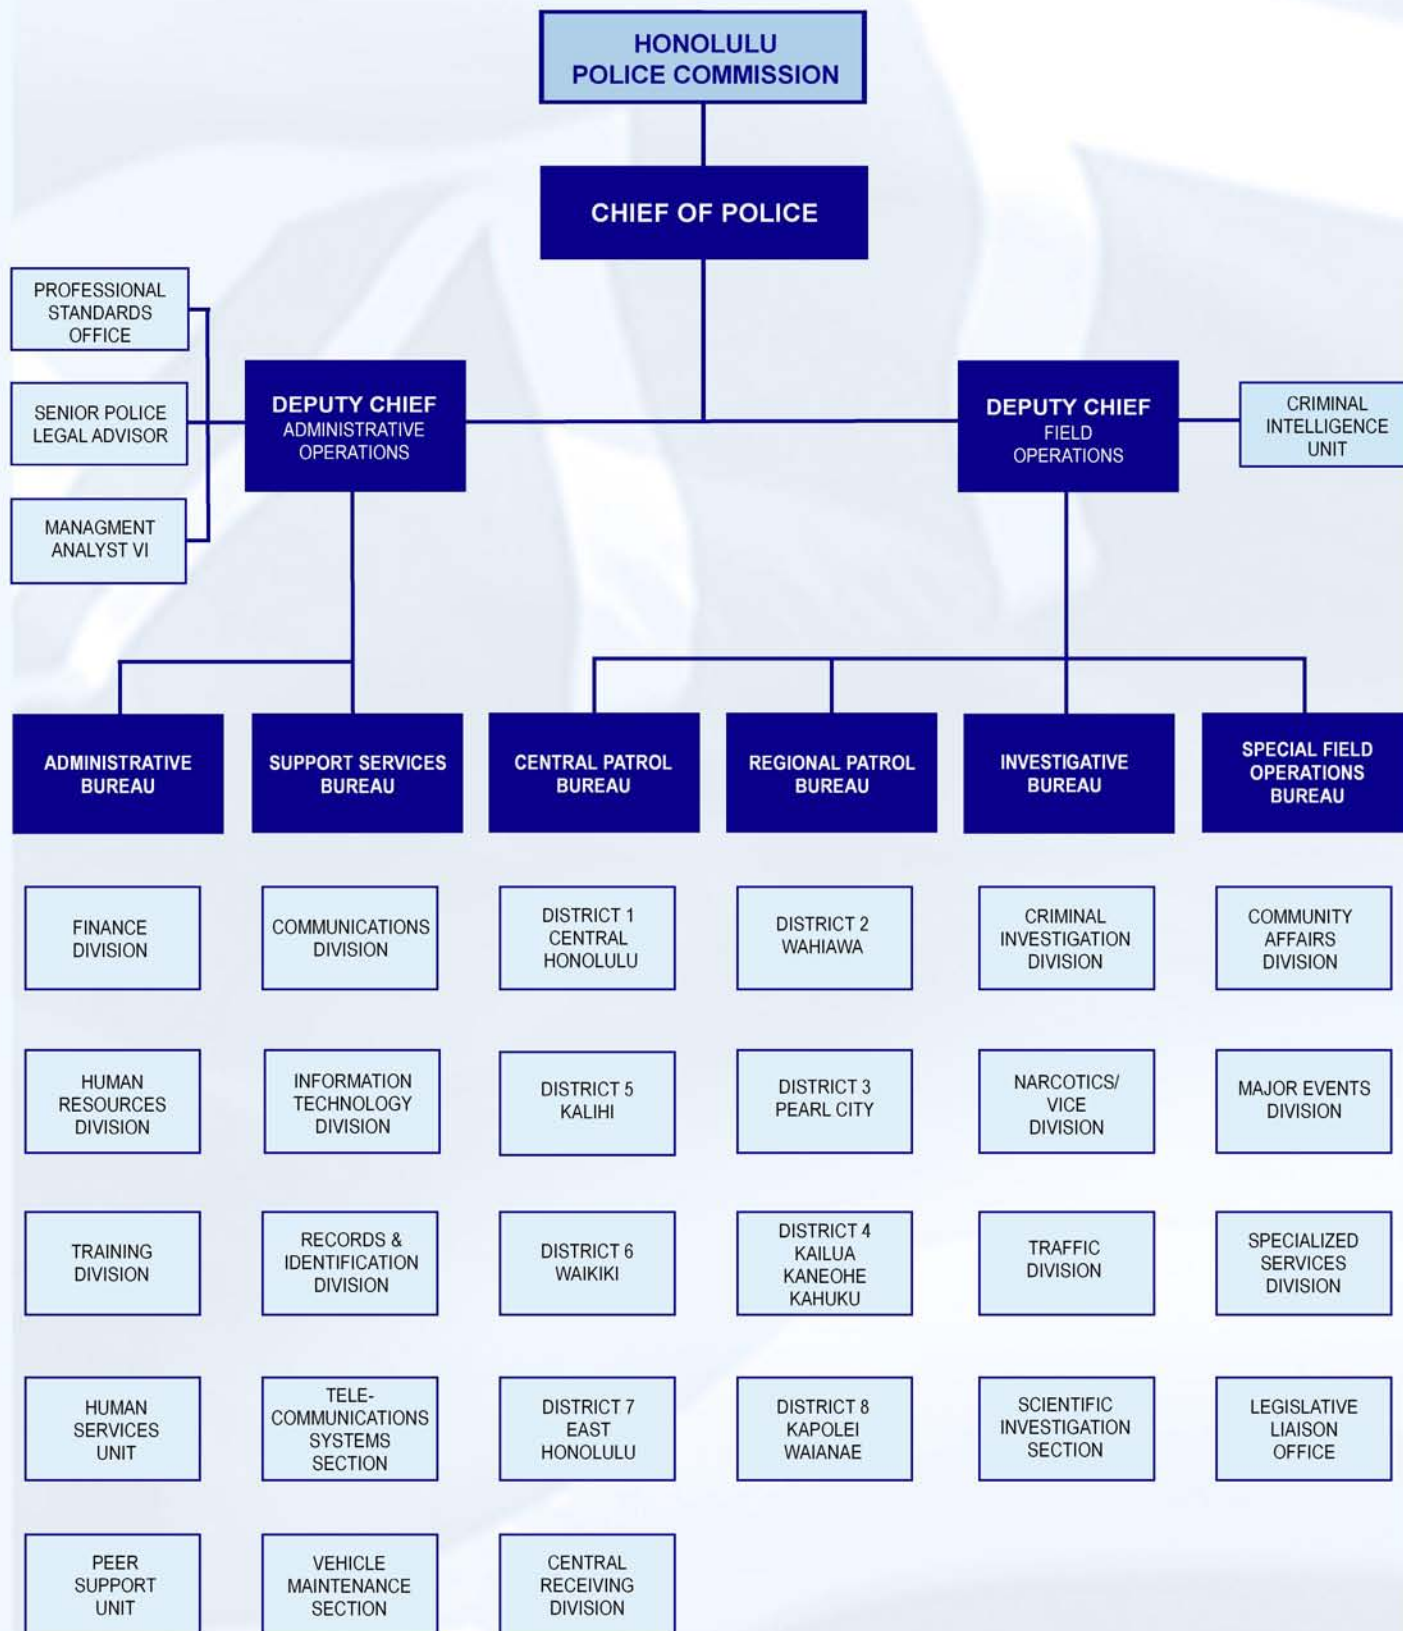 HONOLULU
POLICE COMMISSION
CHIEF OF POLICE
PROFESSIONAL
STANDARDS
OFFICE
SENIOR POLICE
LEGAL ADVISOR
MANAGMENT
ANALYST VI
DEPUTY CHIEF
ADMINISTRATIVE
OPERATIONS
DEPUTY CHIEF
FIELD
OPERATIONS
CRIMINAL
INTELLIGENCE
UNIT
ADMINISTRATIVE
BUREAU
SUPPORT SERVICES
BUREAU
CENTRAL PATROL
BUREAU
REGIONAL PATROL
BUREAU
INVESTIGATIVE
BUREAU
SPECIAL FIELD
OPERATIONS
BUREAU
FINANCE
DIVISION
COMMUNICATIONS
DIVISION
DISTRICT 1
CENTRAL
HONOLULU
DISTRICT 2
WAHIAWA
CRIMINAL
INVESTIGATION
DIVISION
COMMUNITY
AFFAIRS
DIVISION
HUMAN
RESOURCES
DIVISION
INFORMATION
TECHNOLOGY
DIVISION
DISTRICT 5
KALIHI
DISTRICT 3
PEARL CITY
NARCOTICS/
VICE
DIVISION
MAJOR EVENTS
DIVISION
TRAINING
DIVISION
RECORDS &
IDENTIFICATION
DIVISION
DISTRICT 6
WAIKIKI
DISTRICT 4
KAILUA
KANEOHE
KAHUKU
TRAFFIC
DIVISION
SPECIALIZED
SERVICES
DIVISION
HUMAN
SERVICES
UNIT
TELE-
COMMUNICATIONS
SYSTEMS
SECTION
DISTRICT 7
EAST
HONOLULU
DISTRICT 8
KAPOLEI
WAIANAE
SCIENTIFIC
INVESTIGATION
SECTION
LEGISLATIVE
LIAISON
OFFICE
PEER
SUPPORT
UNIT
VEHICLE
MAINTENANCE
SECTION
CENTRAL
RECEIVING
DIVISION